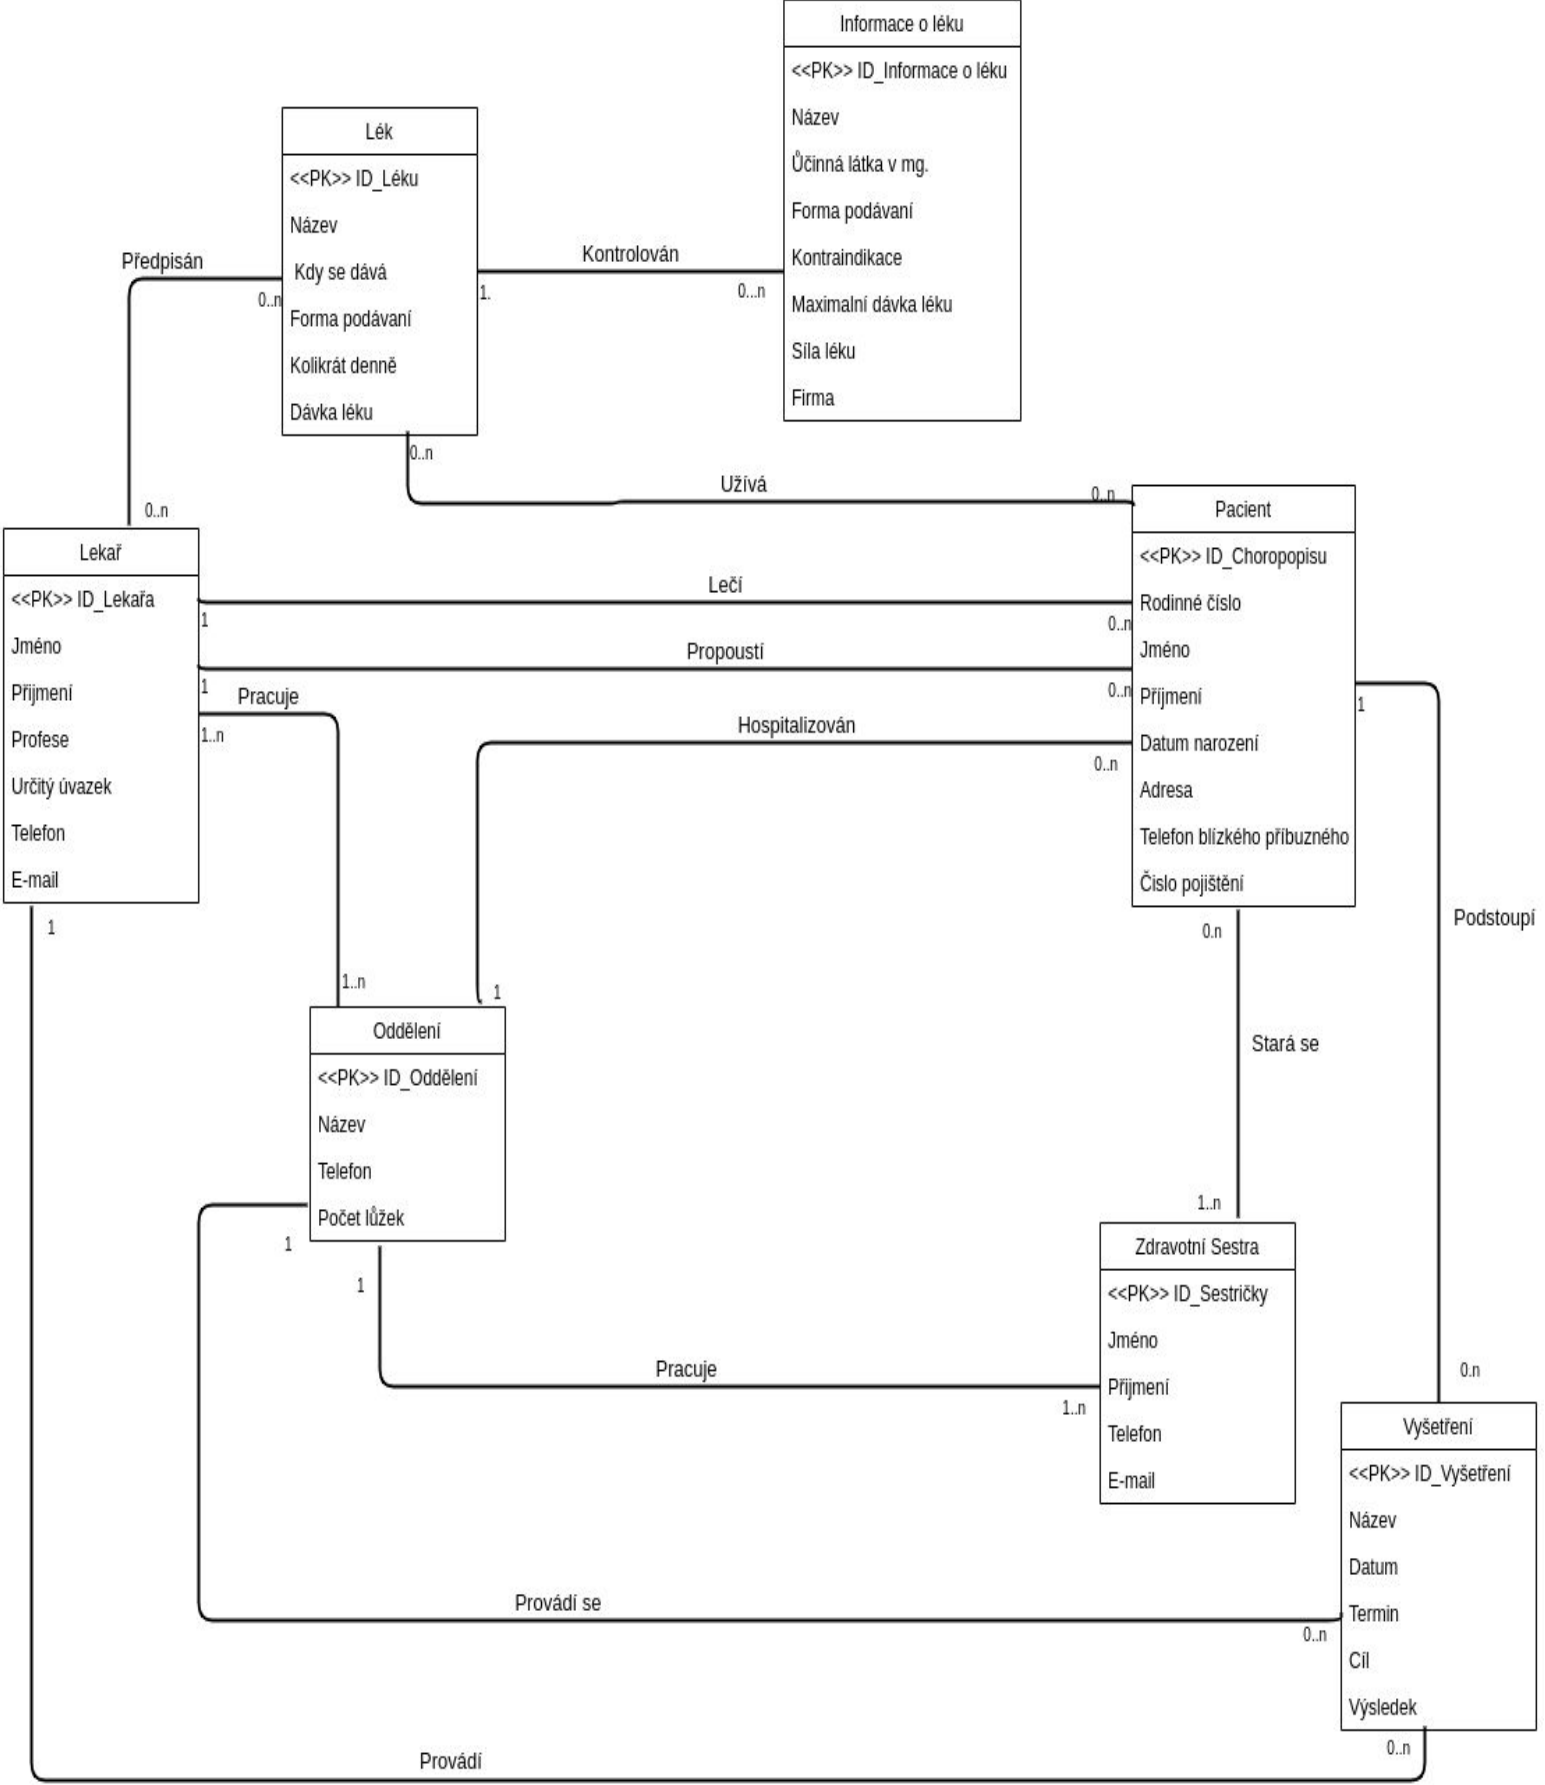 Informace o léku
<<PK>> ID_Informace o léku
Název
Ůčinná látka v mg.
Forma podávaní
Kontraindikace
Maximalní dávka léku
Síla léku
Firma
Lék
<<PK>> ID_Léku
Název
Kdy se dává
Forma podávaní
Kolikrát denně
Dávka léku
Předpisán
0..n
0..n
Kontrolován
1.
0...n
0..n
Užívá
0..n
Lekař
<<PK>> ID_Lekařa
Jméno
Přijmení
Profese
Určitý úvazek
Telefon
E-mail
Pacient
<<PK>> ID_Choropopisu
Rodinné číslo
Jméno
Příjmení
Datum narození
Adresa
Telefon blízkého příbuzného
Čislo pojištění
Lečí
1
0..n
Propoustí
1
0..n
Pracuje
1..n
1..n
Hospitalizován
0..n
1
1
Podstoupí
0.n
0.n
Stará se
1..n
1
Oddělení
<<PK>> ID_Oddělení
Název
Telefon
Počet lůžek
1
1
Pracuje
1..n
Zdravotní Sestra
<<PK>> ID_Sestričky
Jméno
Přijmení
Telefon
E-mail
Vyšetření
<<PK>> ID_Vyšetření
Název
Datum
Termin
Cíl
Výsledek
Provádí se
0..n
Provádí
0..n